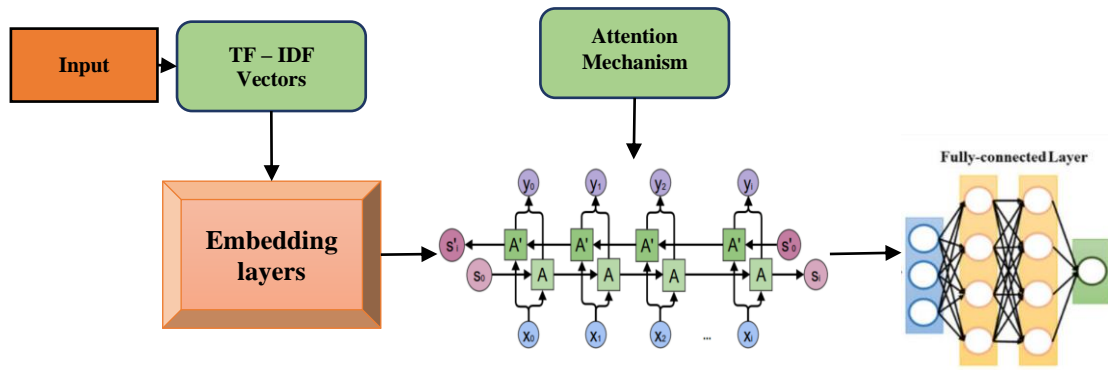 Input
TF – IDF
Vectors
Attention
Mechanism
Embedding
layers
y₀ y₁ y₂ yᵢ
s'ᵢ A' A' A' A' s'₀
s₀ A A A A sᵢ
x₀ x₁ x₂ ... xᵢ
Fully-connected Layer